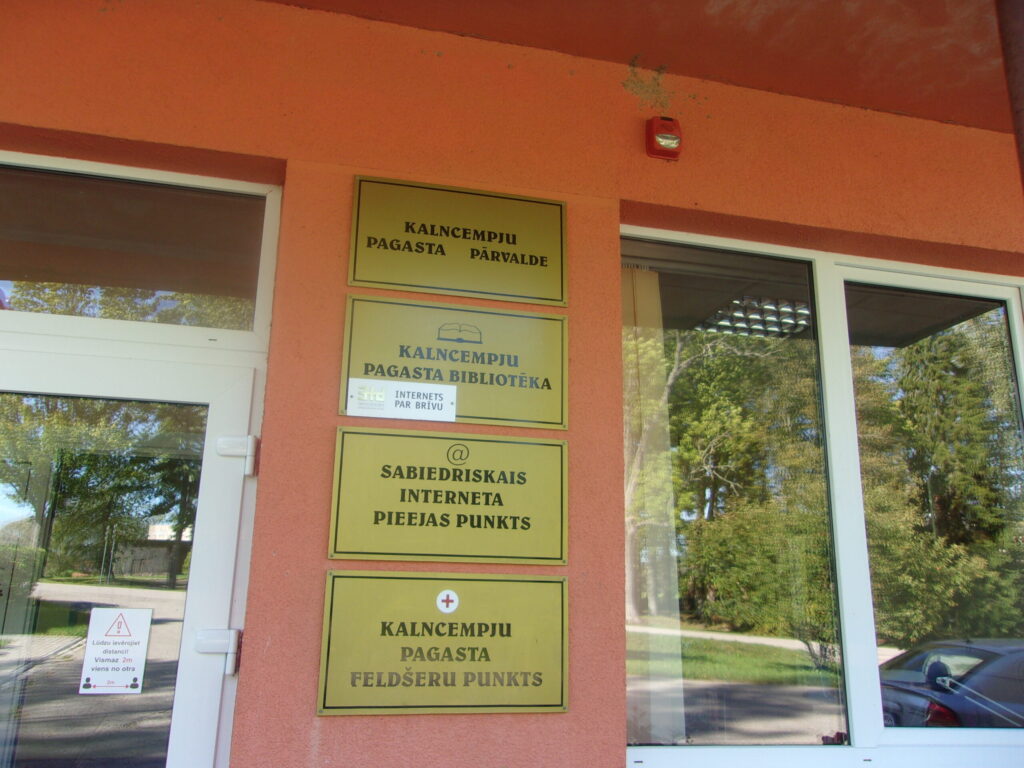 KALNCEMPJU
PAGASTA PĀRVALDE
KALNCEMPJU
PAGASTA BIBLIOTĒKA
INTERNETS
PAR BRĪVU
@
SABIEDRISKAIS
INTERNETA
PIEEJAS PUNKTS
KALNCEMPJU
PAGASTA
FELDŠERU PUNKTS
Lūdzu ievērojiet
distanci!
Vismaz 2m
viens no otra
2m